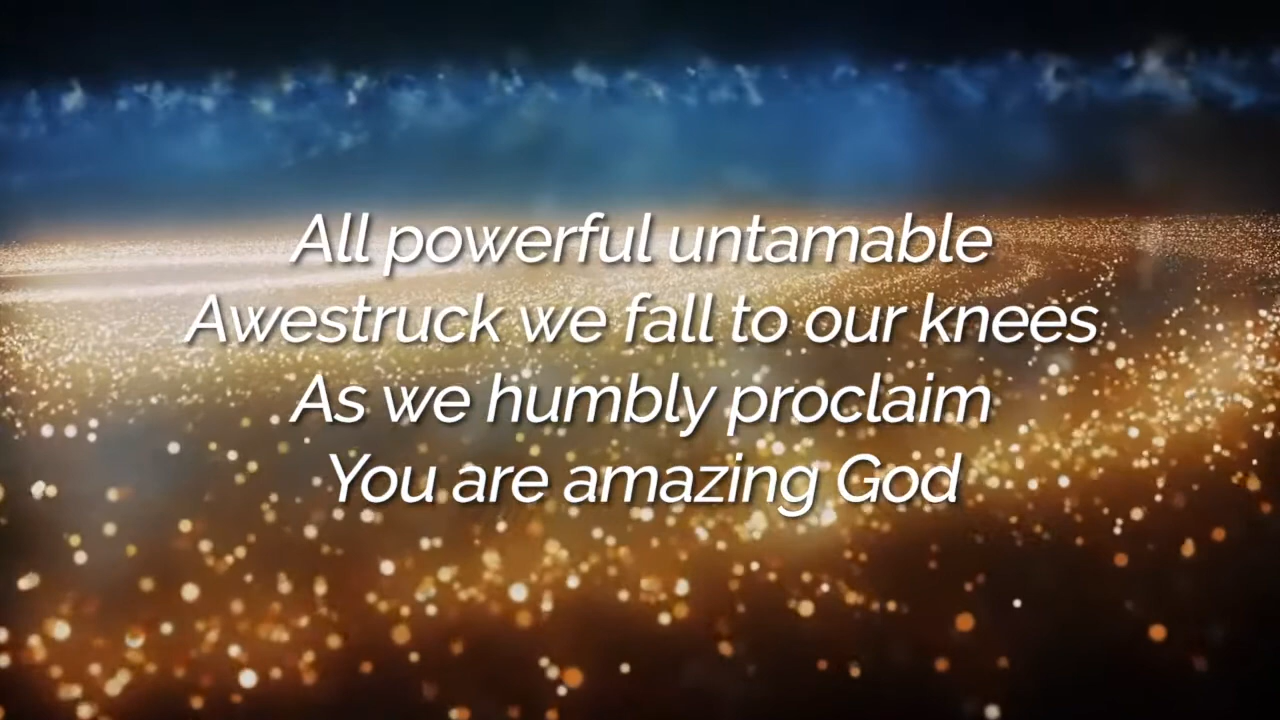 All powerful untamable
Awestruck we fall to our knees
As we humbly proclaim
You are amazing God